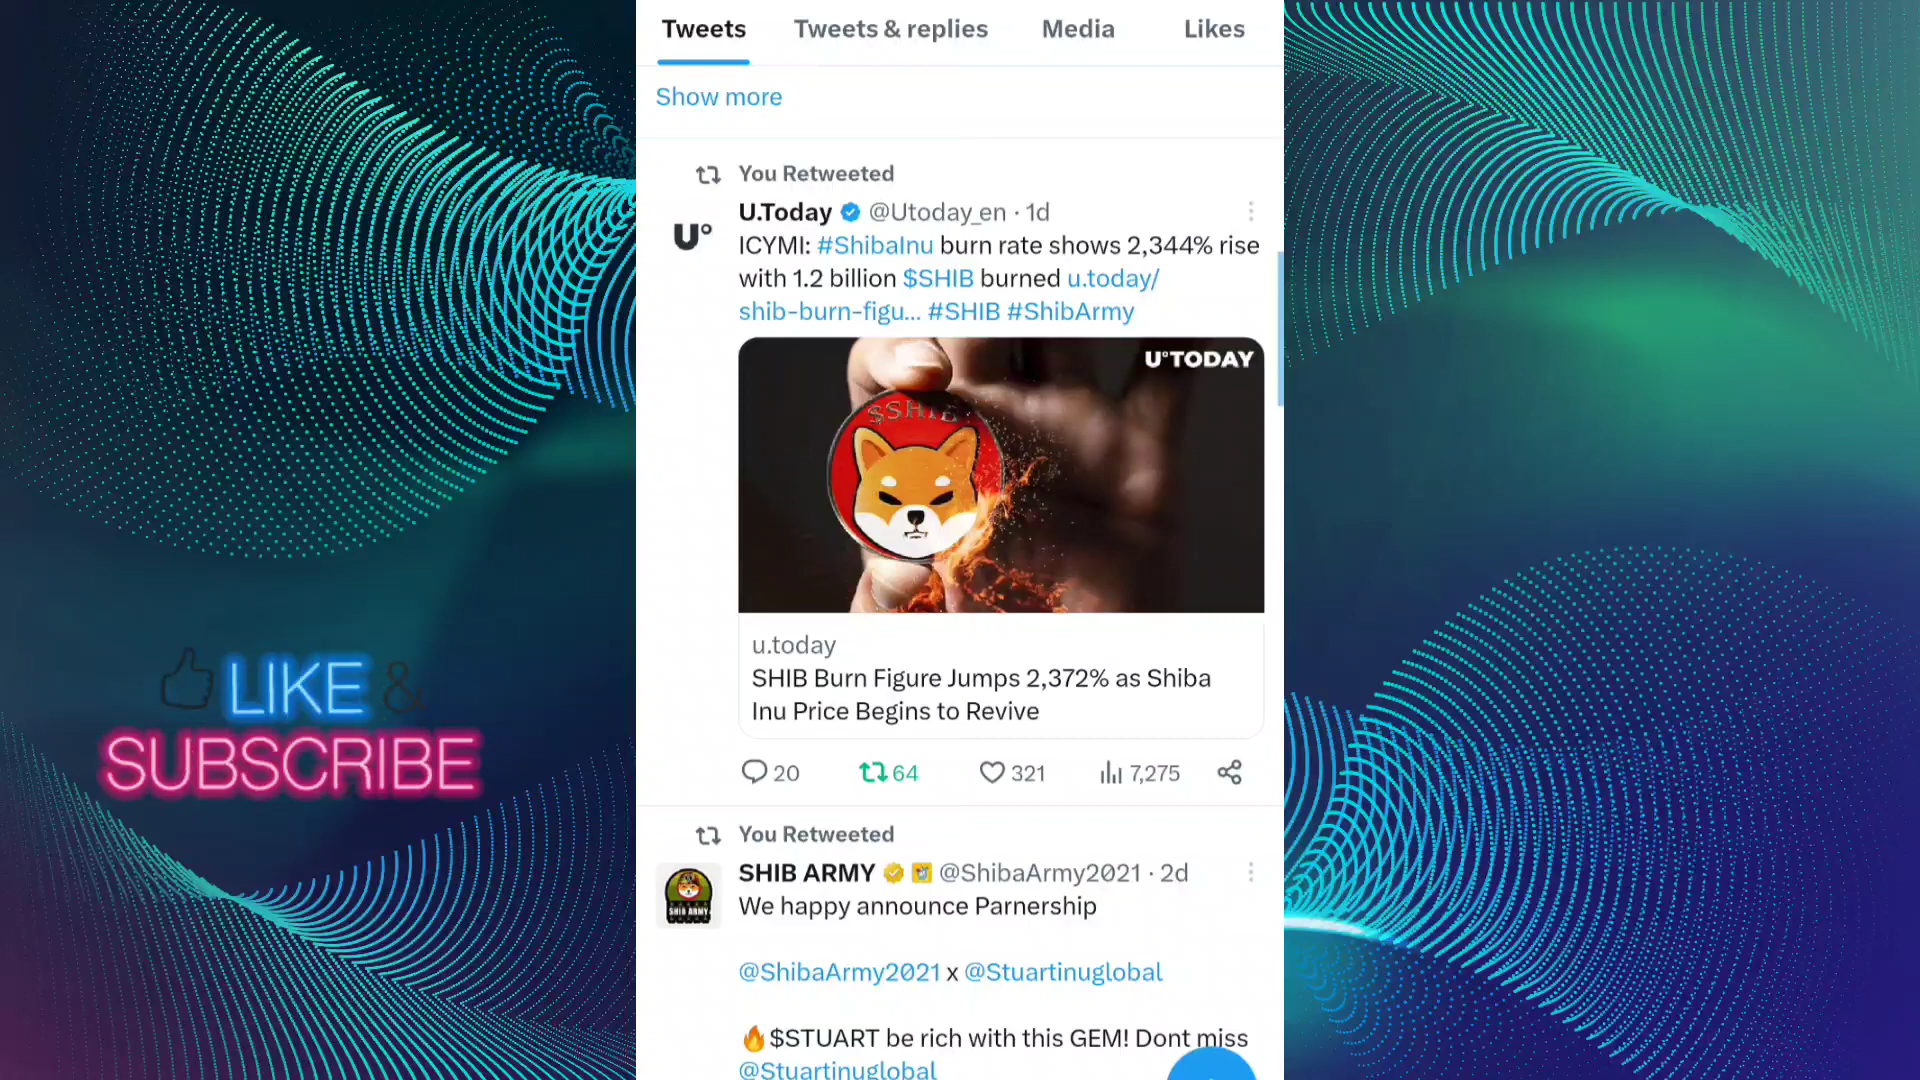 Tweets Tweets & replies Media Likes
Show more
You Retweeted
U.Today @Utoday_en · 1d
U°
ICYMI: #ShibaInu burn rate shows 2,344% rise
with 1.2 billion $SHIB burned u.today/
shib-burn-figu... #SHIB #ShibArmy
U°TODAY
$SHIB
u.today
SHIB Burn Figure Jumps 2,372% as Shiba
Inu Price Begins to Revive
20 64 321 7,275
LIKE &
SUBSCRIBE
You Retweeted
SHIB ARMY @ShibaArmy2021 · 2d
SHIB ARMY
We happy announce Parnership
@ShibaArmy2021 x @Stuartinuglobal
🔥$STUART be rich with this GEM! Dont miss
@Stuartinuglobal